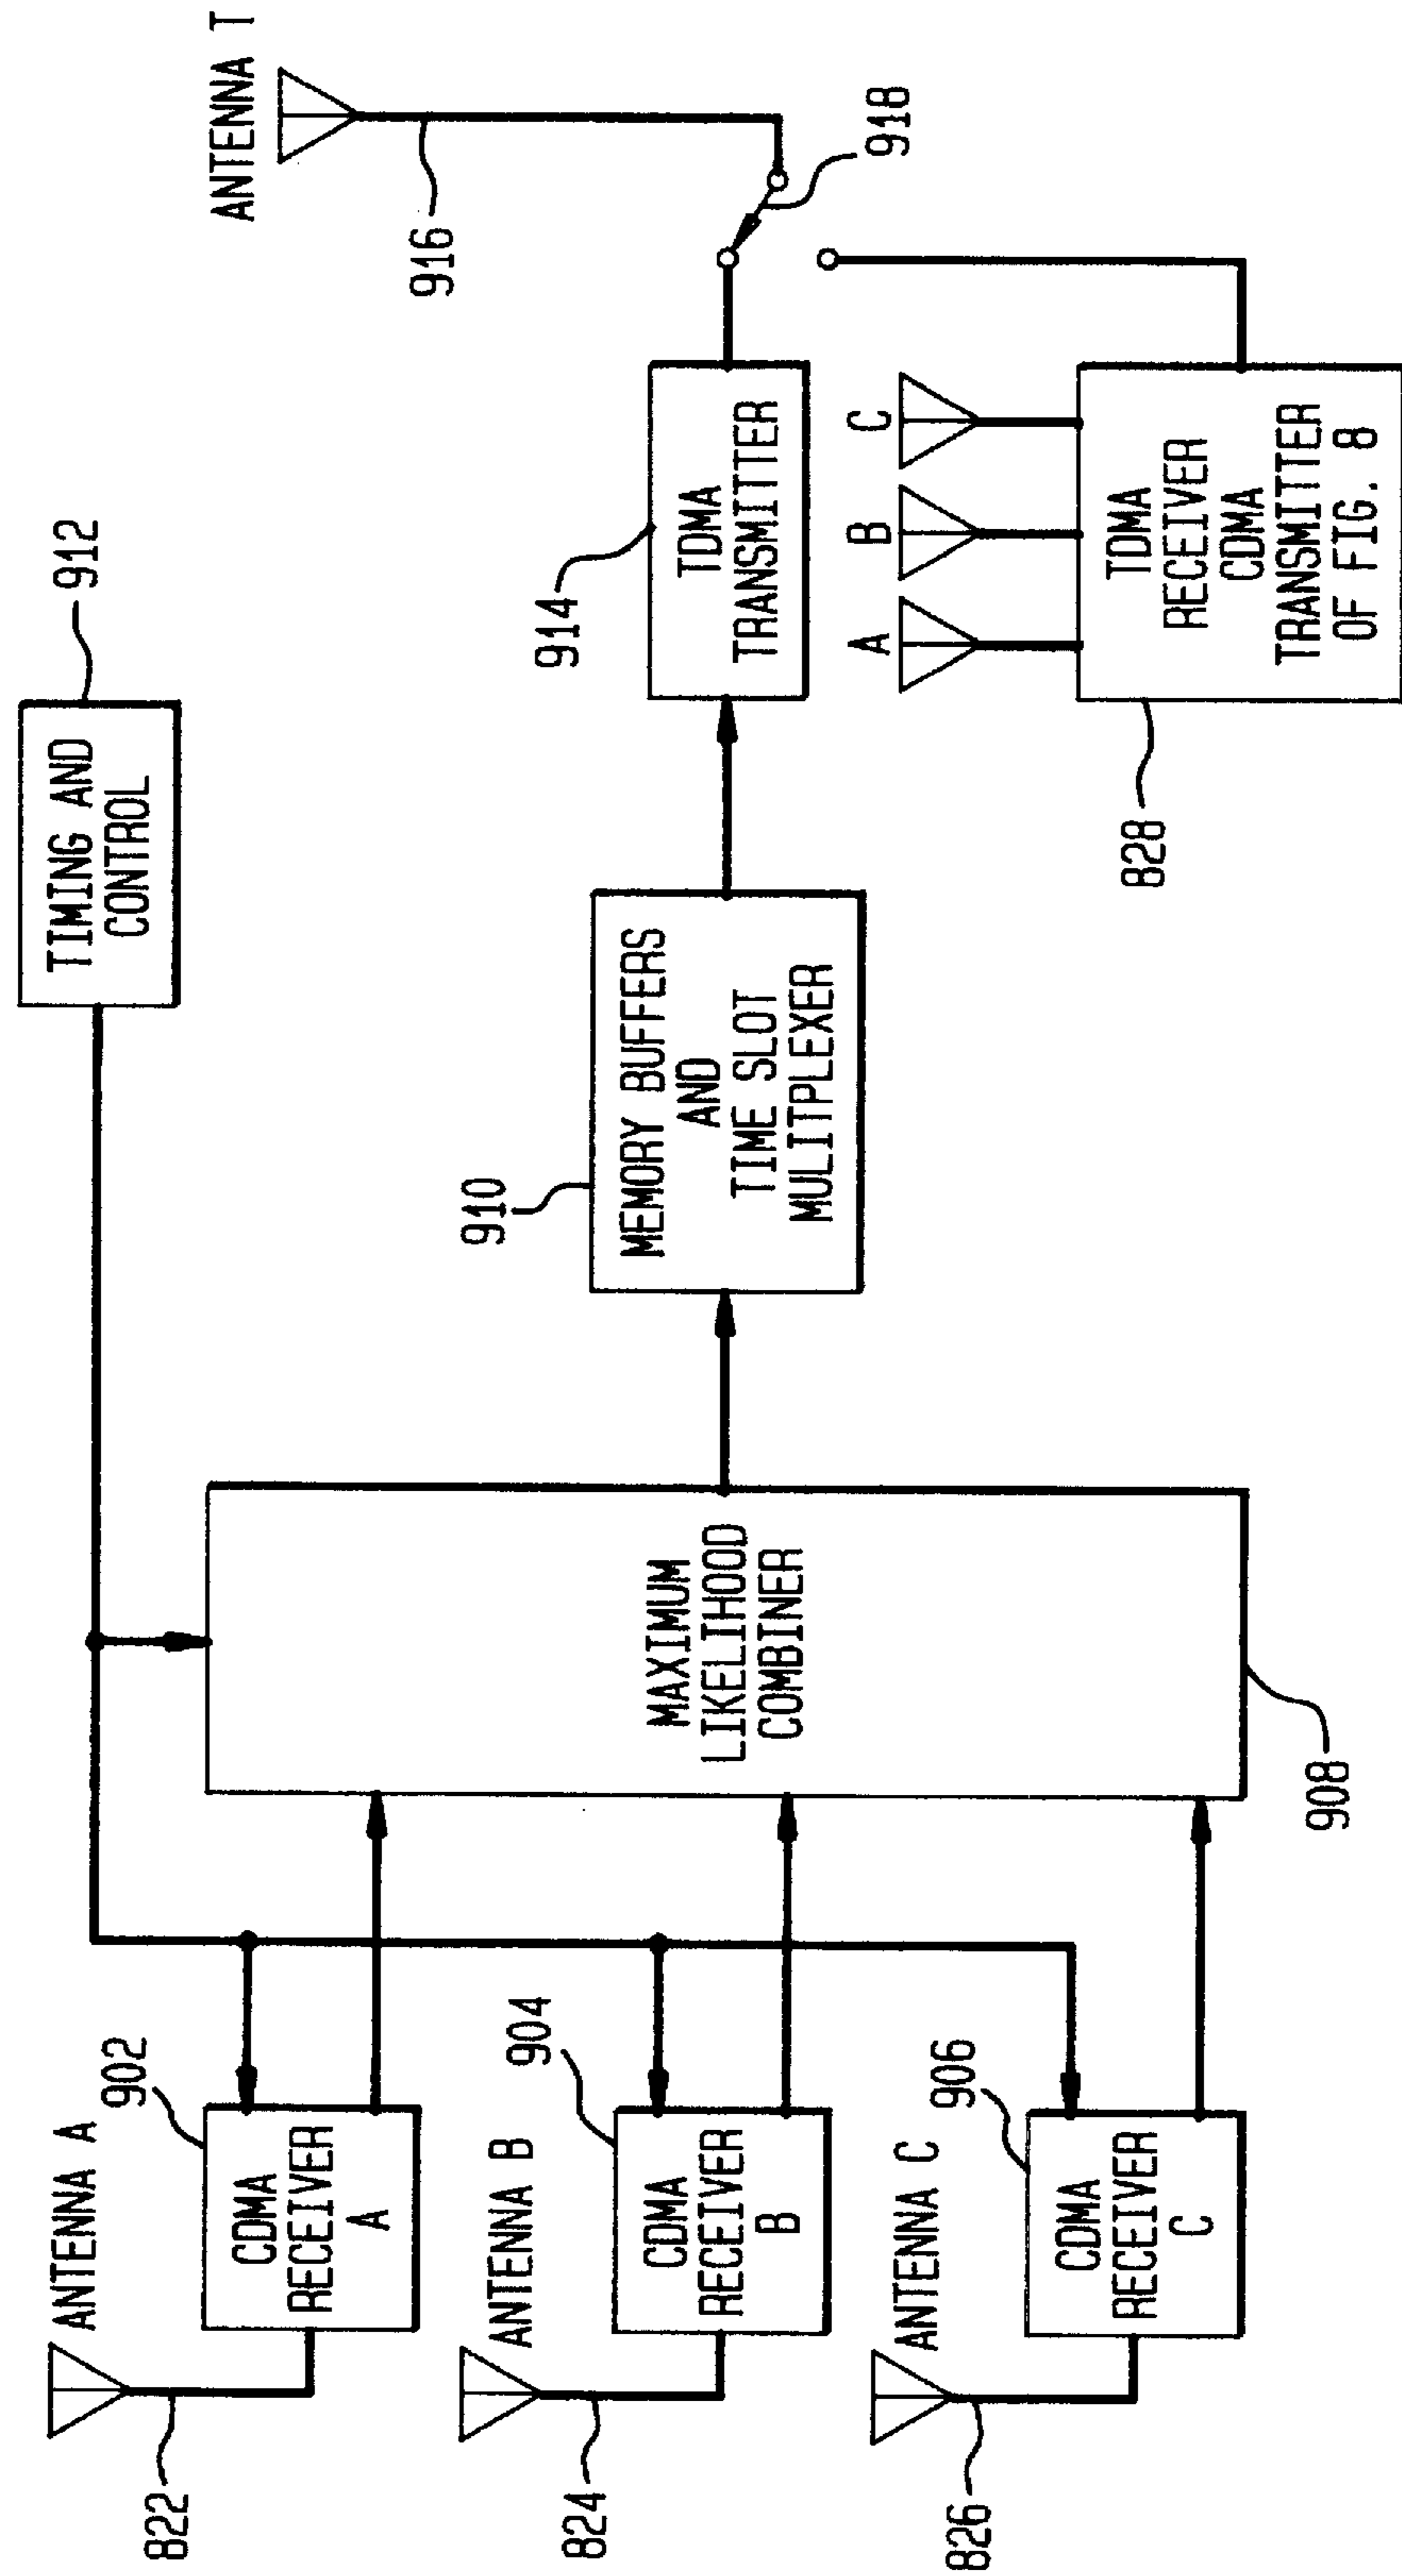 TIMING AND
CONTROL
912
ANTENNA T
916
918
ANTENNA A
822
902
CDMA
RECEIVER
A
ANTENNA B
824
904
CDMA
RECEIVER
B
ANTENNA C
826
906
CDMA
RECEIVER
C
MAXIMUM
LIKELIHOOD
COMBINER
908
910
MEMORY BUFFERS
AND
TIME SLOT
MULITPLEXER
914
TDMA
TRANSMITTER
A
B
C
828
TDMA
RECEIVER
CDMA
TRANSMITTER
OF FIG. 8